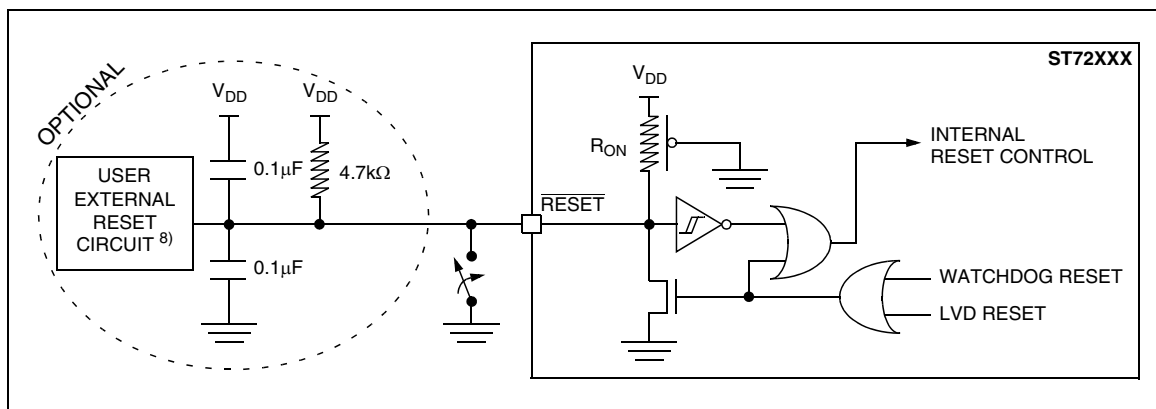 ST72XXX
OPTIONAL
VDD
VDD
VDD
0.1µF
4.7kΩ
RON
INTERNAL
RESET CONTROL
USER
EXTERNAL
RESET
CIRCUIT 8)
RESET
0.1µF
WATCHDOG RESET
LVD RESET